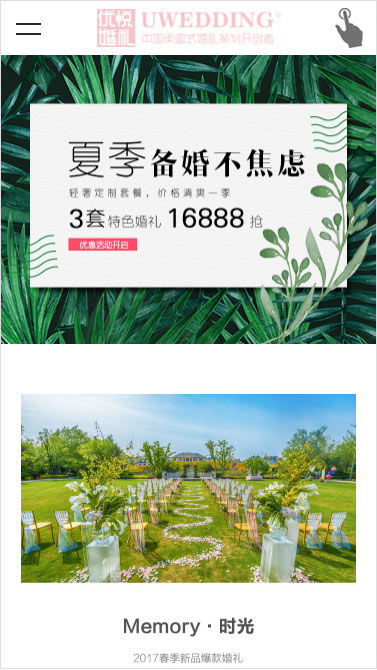 优悦
婚礼
UWEDDING
中国闺蜜式婚礼策划开创者
夏季备婚不焦虑
轻奢定制套餐，价格清爽一季
3套特色婚礼 16888 抢
优惠活动开启
Memory · 时光
2017春季新品爆款婚礼